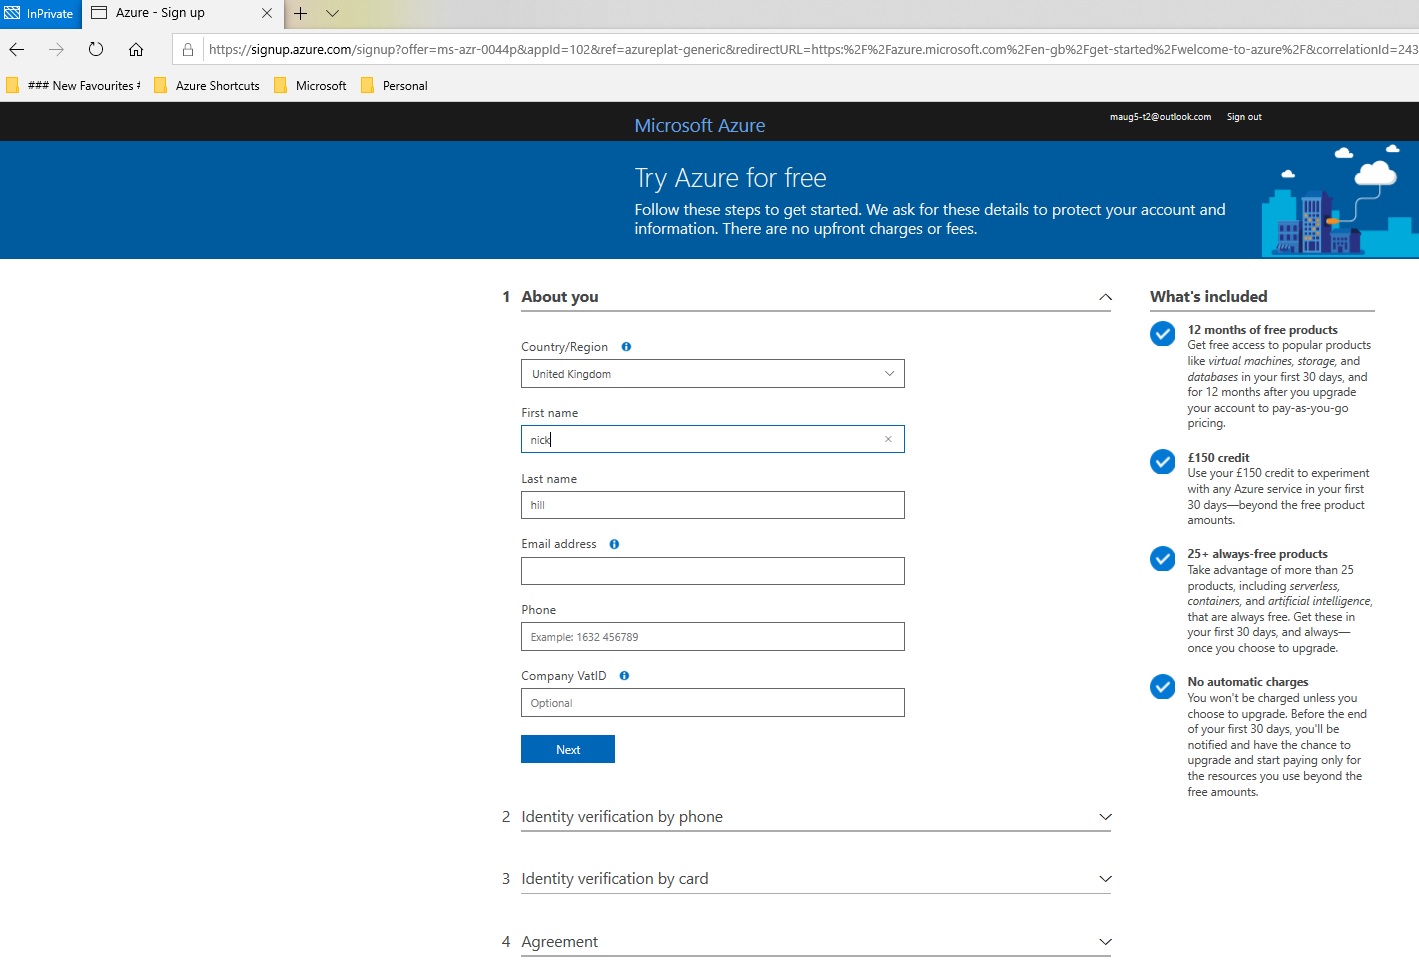 InPrivate
Azure - Sign up
https://signup.azure.com/signup?offer=ms-azr-0044p&appId=102&ref=azureplat-generic&redirectURL=https:%2F%2Fazure.microsoft.com%2Fen-gb%2Fget-started%2Fwelcome-to-azure%2F&correlationId=243
### New Favourites
Azure Shortcuts
Microsoft
Personal
Microsoft Azure
maug5-t2@outlook.com
Sign out
Try Azure for free
Follow these steps to get started. We ask for these details to protect your account and
information. There are no upfront charges or fees.
1 About you
Country/Region
United Kingdom
First name
nick
Last name
hill
Email address
Phone
Example: 1632 456789
Company VatID
Optional
Next
2 Identity verification by phone
3 Identity verification by card
4 Agreement
What's included
12 months of free products
Get free access to popular products
like virtual machines, storage, and
databases in your first 30 days, and
for 12 months after you upgrade
your account to pay-as-you-go
pricing.
£150 credit
Use your £150 credit to experiment
with any Azure service in your first
30 days—beyond the free product
amounts.
25+ always-free products
Take advantage of more than 25
products, including serverless,
containers, and artificial intelligence,
that are always free. Get these in
your first 30 days, and always—
once you choose to upgrade.
No automatic charges
You won't be charged unless you
choose to upgrade. Before the end
of your first 30 days, you'll be
notified and have the chance to
upgrade and start paying only for
the resources you use beyond the
free amounts.